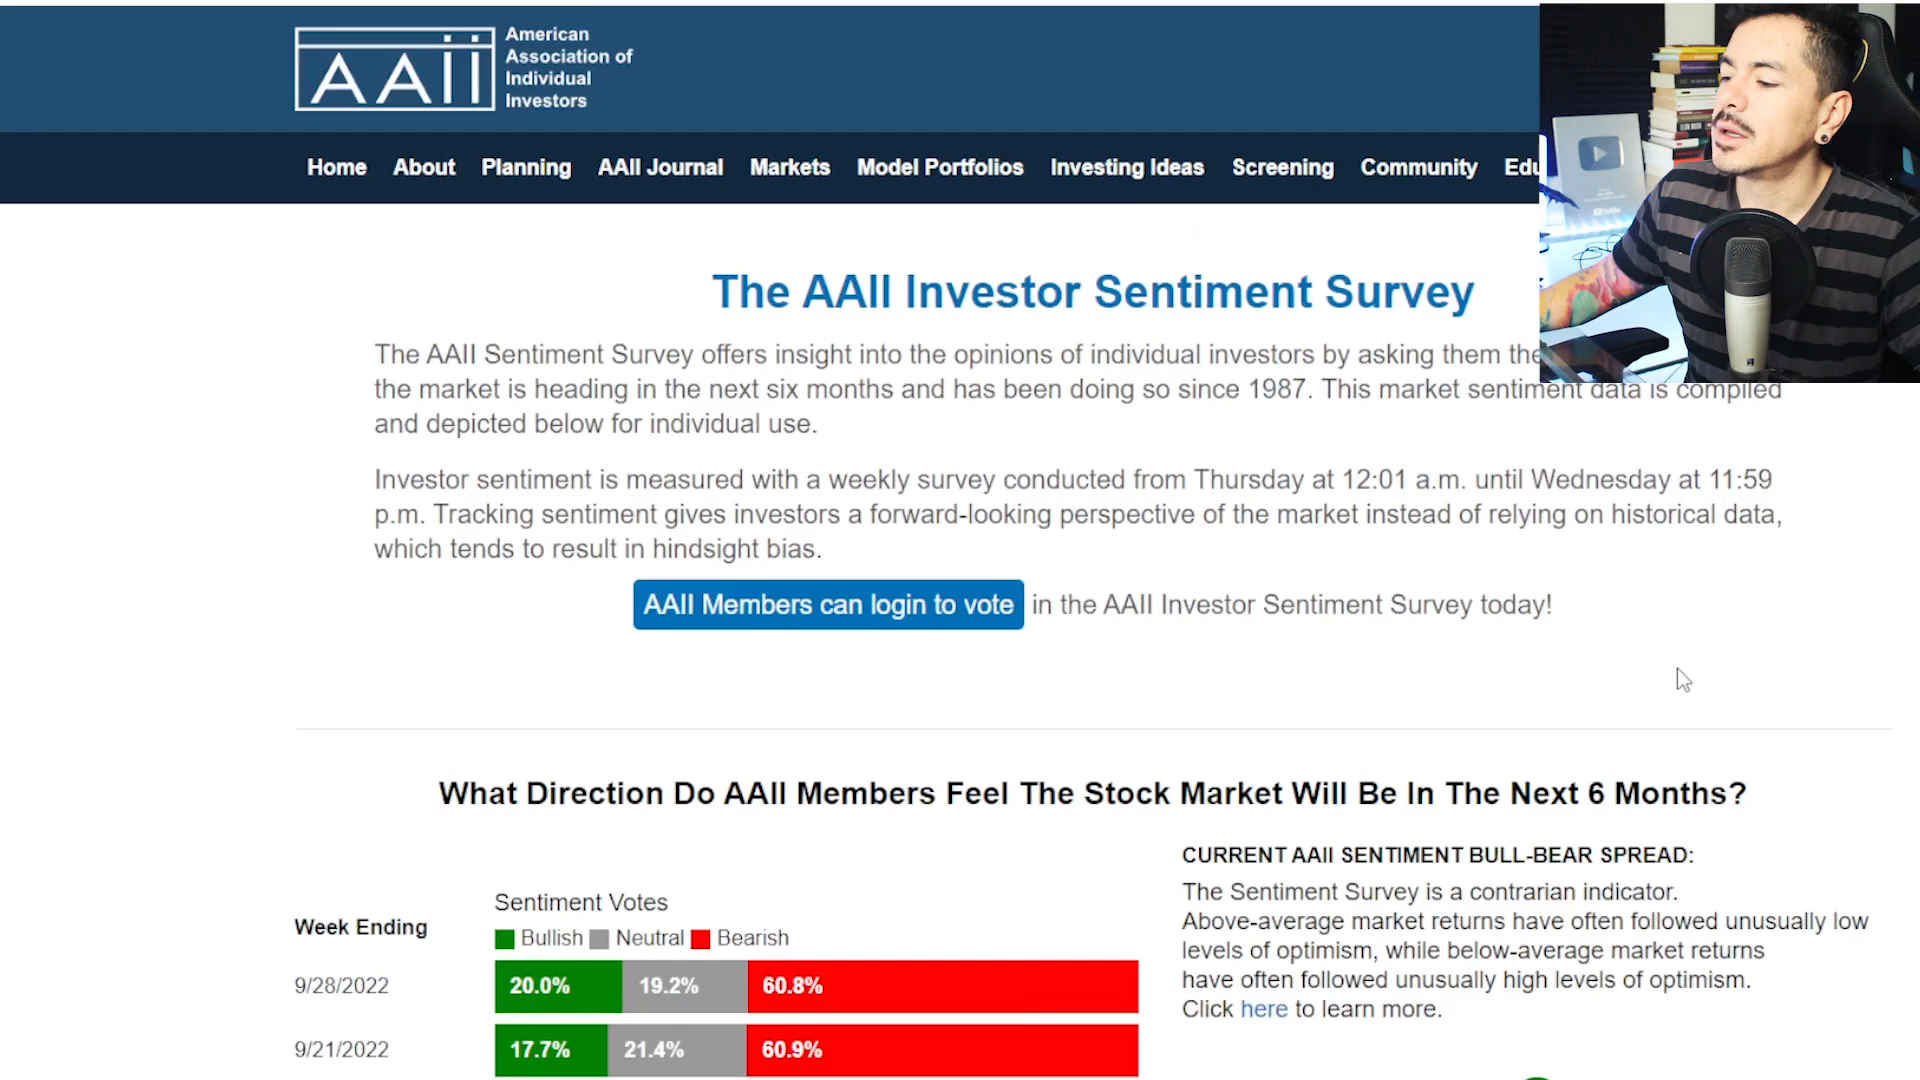 AAII
American
Association of
Individual
Investors
Home About Planning AAII Journal Markets Model Portfolios Investing Ideas Screening Community Edu
The AAII Investor Sentiment Survey
The AAII Sentiment Survey offers insight into the opinions of individual investors by asking them the
the market is heading in the next six months and has been doing so since 1987. This market sentiment data is compiled
and depicted below for individual use.
Investor sentiment is measured with a weekly survey conducted from Thursday at 12:01 a.m. until Wednesday at 11:59
p.m. Tracking sentiment gives investors a forward-looking perspective of the market instead of relying on historical data,
which tends to result in hindsight bias.
AAII Members can login to vote in the AAII Investor Sentiment Survey today!
What Direction Do AAII Members Feel The Stock Market Will Be In The Next 6 Months?
Week Ending
Sentiment Votes
Bullish Neutral Bearish
9/28/2022 20.0% 19.2% 60.8%
9/21/2022 17.7% 21.4% 60.9%
CURRENT AAII SENTIMENT BULL-BEAR SPREAD:
The Sentiment Survey is a contrarian indicator.
Above-average market returns have often followed unusually low
levels of optimism, while below-average market returns
have often followed unusually high levels of optimism.
Click here to learn more.
ELON MUSK
YouTube